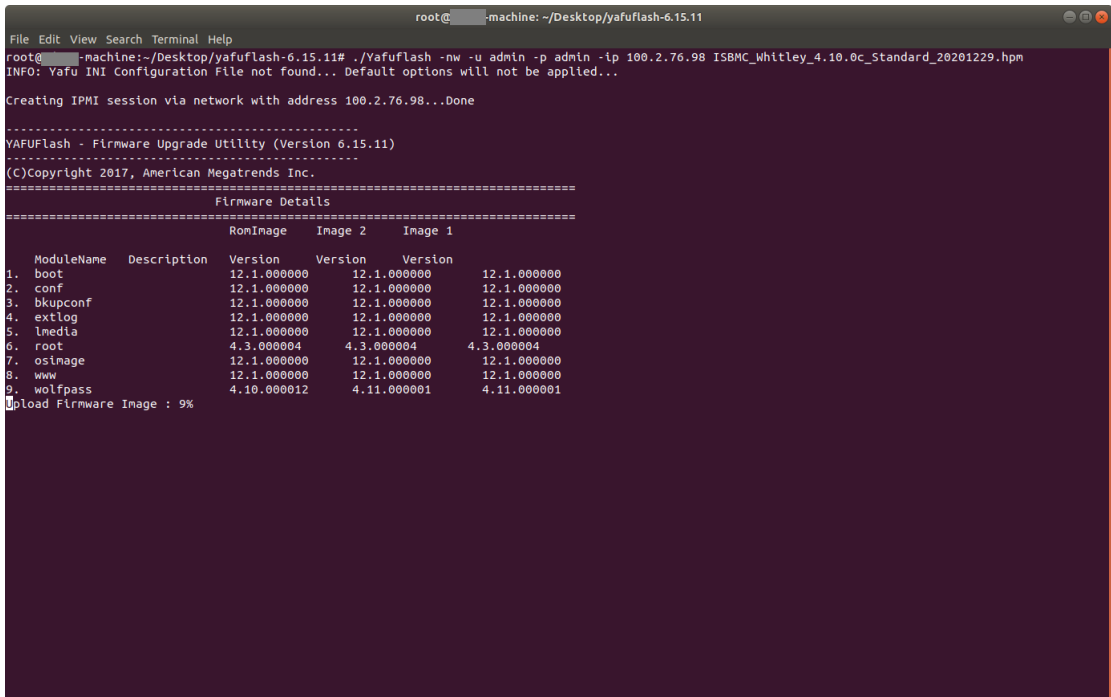 root@ -machine: ~/Desktop/yafuflash-6.15.11
File Edit View Search Terminal Help
root@ -machine:~/Desktop/yafuflash-6.15.11# ./Yafuflash -nw -u admin -p admin -ip 100.2.76.98 ISBMC_Whitley_4.10.0c_Standard_20201229.hpm
INFO: Yafu INI Configuration File not found... Default options will not be applied...
Creating IPMI session via network with address 100.2.76.98...Done
-------------------------------------------------
YAFUFlash - Firmware Upgrade Utility (Version 6.15.11)
-------------------------------------------------
(C)Copyright 2017, American Megatrends Inc.
===============================================================================
Firmware Details
===============================================================================
RomImage Image 2 Image 1
ModuleName Description Version Version Version
1. boot 12.1.000000 12.1.000000 12.1.000000
2. conf 12.1.000000 12.1.000000 12.1.000000
3. bkupconf 12.1.000000 12.1.000000 12.1.000000
4. extlog 12.1.000000 12.1.000000 12.1.000000
5. lmedia 12.1.000000 12.1.000000 12.1.000000
6. root 4.3.000004 4.3.000004 4.3.000004
7. osimage 12.1.000000 12.1.000000 12.1.000000
8. www 12.1.000000 12.1.000000 12.1.000000
9. wolfpass 4.10.000012 4.11.000001 4.11.000001
Upload Firmware Image : 9%